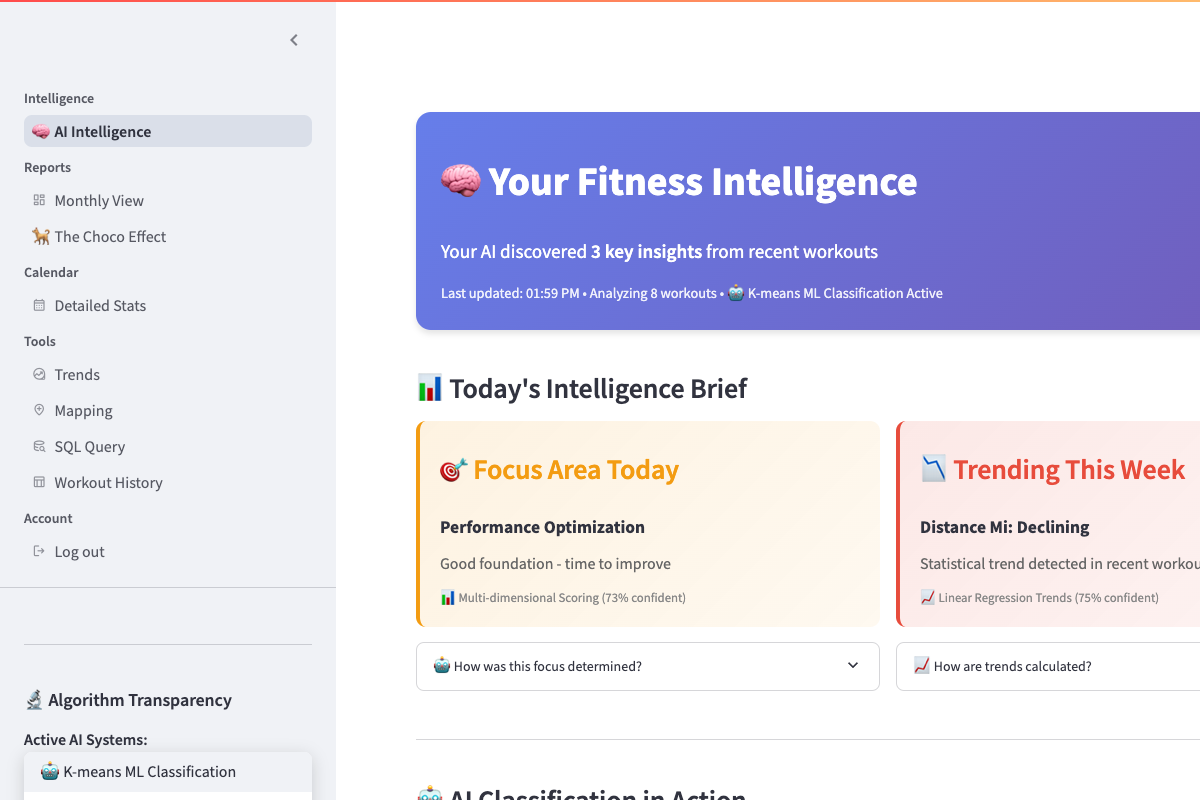 Intelligence
🧠 AI Intelligence
Reports
Monthly View
🐕 The Choco Effect
Calendar
Detailed Stats
Tools
Trends
Mapping
SQL Query
Workout History
Account
Log out
🔬 Algorithm Transparency
Active AI Systems:
🤖 K-means ML Classification
🧠 Your Fitness Intelligence
Your AI discovered 3 key insights from recent workouts
Last updated: 01:59 PM • Analyzing 8 workouts • 🤖 K-means ML Classification Active
📊 Today's Intelligence Brief
🎯 Focus Area Today
Performance Optimization
Good foundation - time to improve
📊 Multi-dimensional Scoring (73% confident)
🤖 How was this focus determined?
📉 Trending This Week
Distance Mi: Declining
Statistical trend detected in recent
📈 Linear Regression Trends (75% confident)
📈 How are trends calculated?
🤖 AI Classification in Action